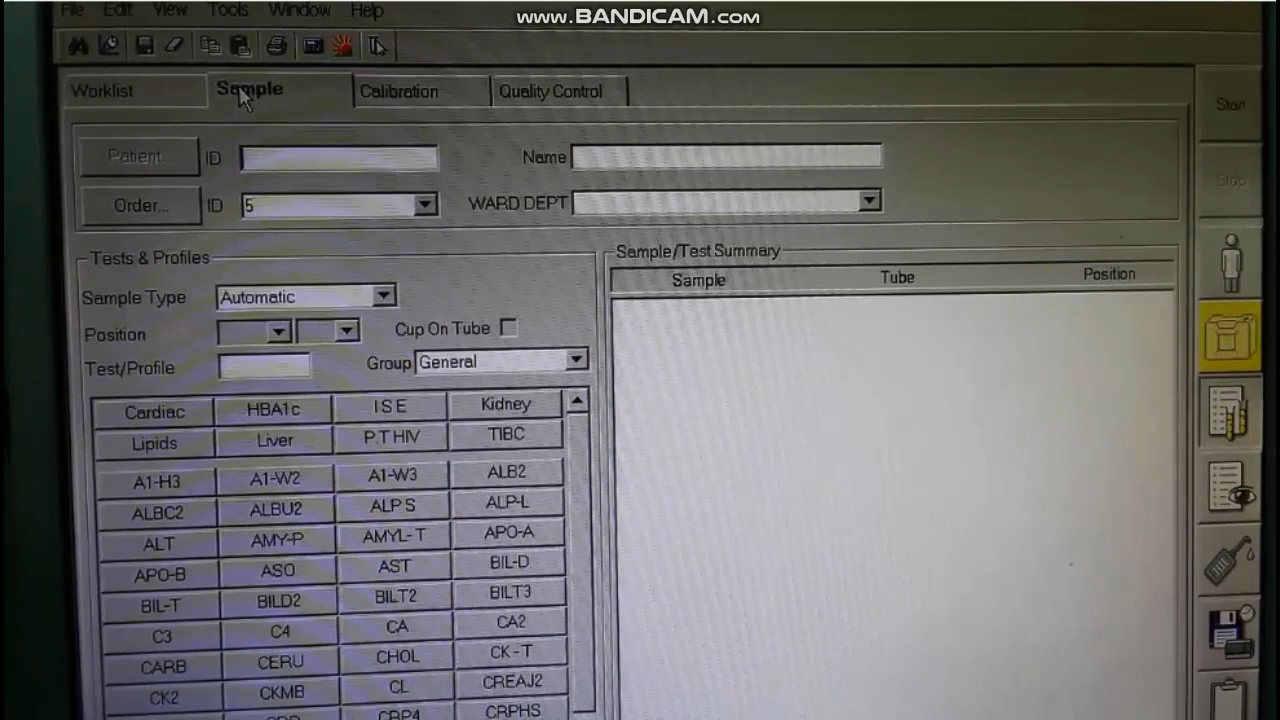 File Edit View Tools Window Help
www.BANDICAM.com
Worklist Sample Calibration Quality Control
Start
Patient... ID Name
Stop
Order... ID 5 WARD DEPT
Tests & Profiles
Sample/Test Summary
Sample Tube Position
Sample Type Automatic
Position Cup On Tube
Test/Profile Group General
Cardiac HBA1c ISE Kidney
Lipids Liver P.T HIV TIBC
A1-H3 A1-W2 A1-W3 ALB2
ALBC2 ALBU2 ALP S ALP-L
ALT AMY-P AMYL-T APO-A
APO-B ASO AST BIL-D
BIL-T BILD2 BILT2 BILT3
C3 C4 CA CA2
CARB CERU CHOL CK-T
CK2 CKMB CL CREAJ2
CRP4 CRPHS